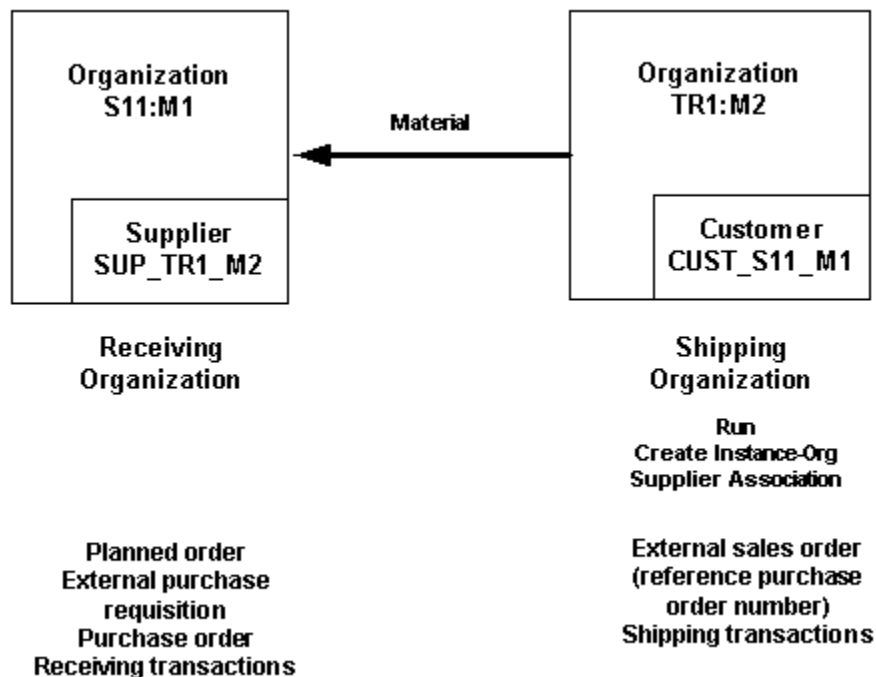 Organization
S11:M1
Supplier
SUP_TR1_M2
Material
Organization
TR1:M2
Customer
CUST_S11_M1
Receiving
Organization
Shipping
Organization
Run
Create Instance-Org
Supplier Association
Planned order
External purchase
requisition
Purchase order
Receiving transactions
External sales order
(reference purchase
order number)
Shipping transactions